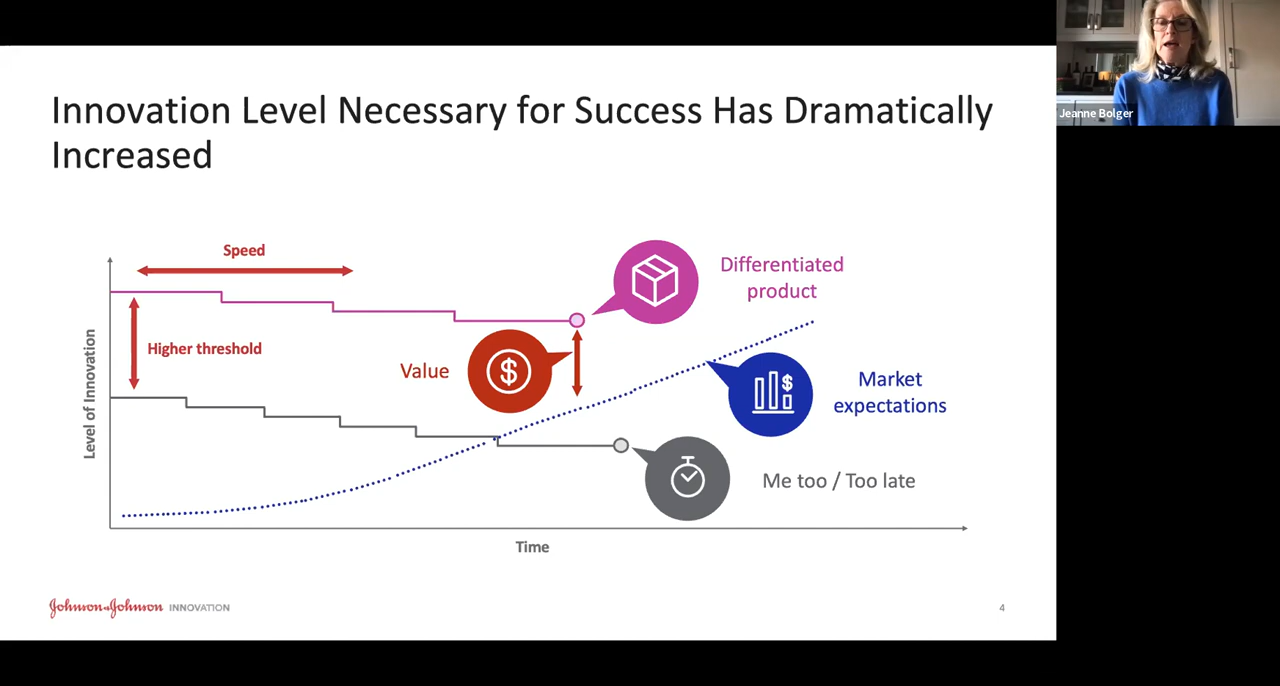 Innovation Level Necessary for Success Has Dramatically
Increased
Jeanne Bolger
Speed
Differentiated
product
Higher threshold
Value
$
$
Market
expectations
Level of Innovation
Me too / Too late
Time
Johnson&Johnson INNOVATION
4